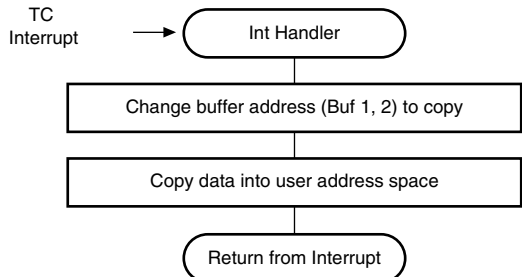 TC
Interrupt
Int Handler
Change buffer address (Buf 1, 2) to copy
Copy data into user address space
Return from Interrupt